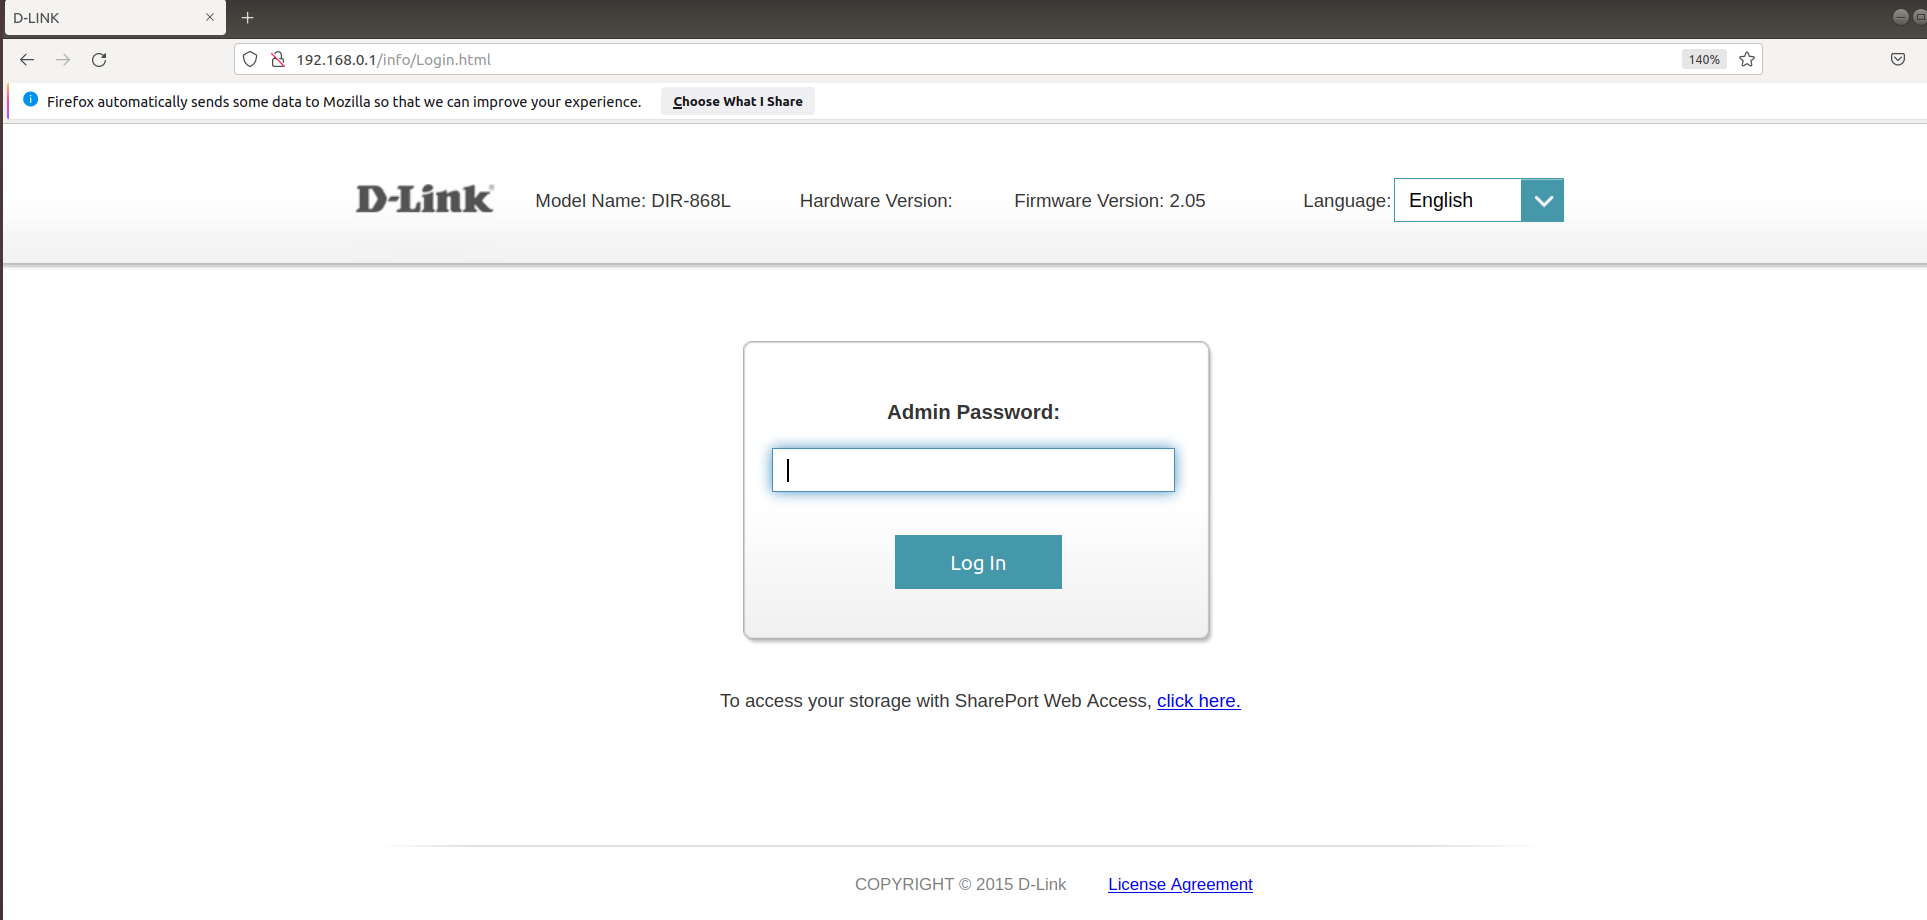 D-LINK
192.168.0.1/info/Login.html
140%
Firefox automatically sends some data to Mozilla so that we can improve your experience. Choose What I Share
D-Link Model Name: DIR-868L Hardware Version: Firmware Version: 2.05 Language: English
Admin Password:
Log In
To access your storage with SharePort Web Access, click here.
COPYRIGHT © 2015 D-Link License Agreement